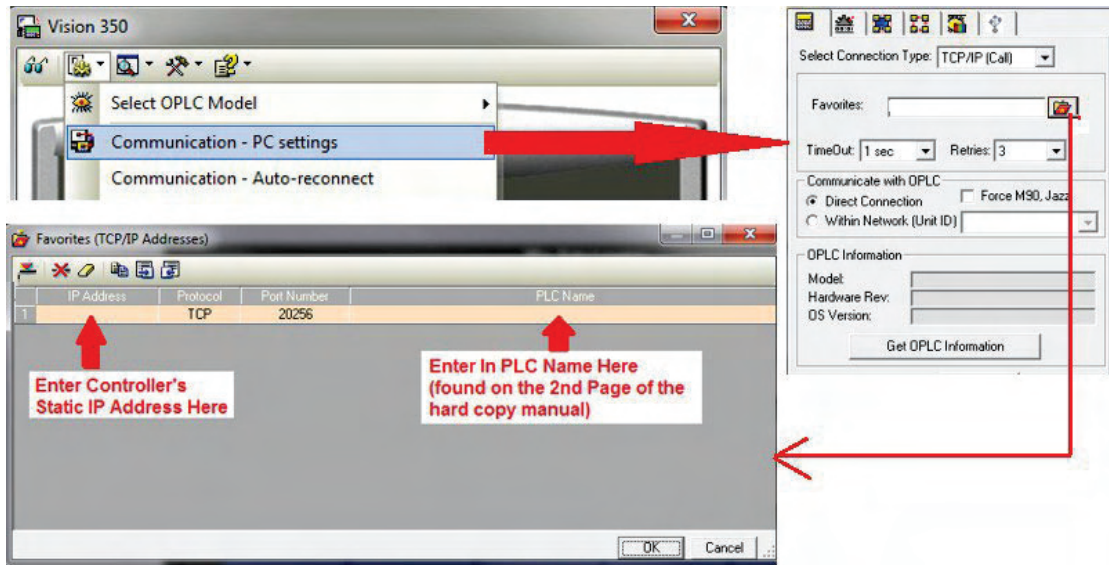 Vision 350
Select OPLC Model
Communication - PC settings
Communication - Auto-reconnect
Select Connection Type: TCP/IP (Call)
Favorites:
TimeOut: 1 sec Retries: 3
Communicate with OPLC
Direct Connection Force M90, Jazz
Within Network (Unit ID)
OPLC Information
Model:
Hardware Rev:
OS Version:
Get OPLC Information
Favorites (TCP/IP Addresses)
IP Address Protocol Port Number PLC Name
1 TCP 20256
Enter Controller's
Static IP Address Here
Enter In PLC Name Here
(found on the 2nd Page of the
hard copy manual)
OK Cancel